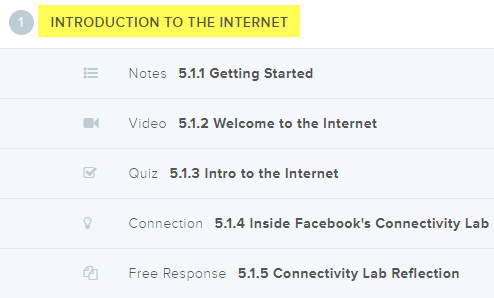 1 INTRODUCTION TO THE INTERNET
Notes 5.1.1 Getting Started
Video 5.1.2 Welcome to the Internet
Quiz 5.1.3 Intro to the Internet
Connection 5.1.4 Inside Facebook's Connectivity Lab
Free Response 5.1.5 Connectivity Lab Reflection